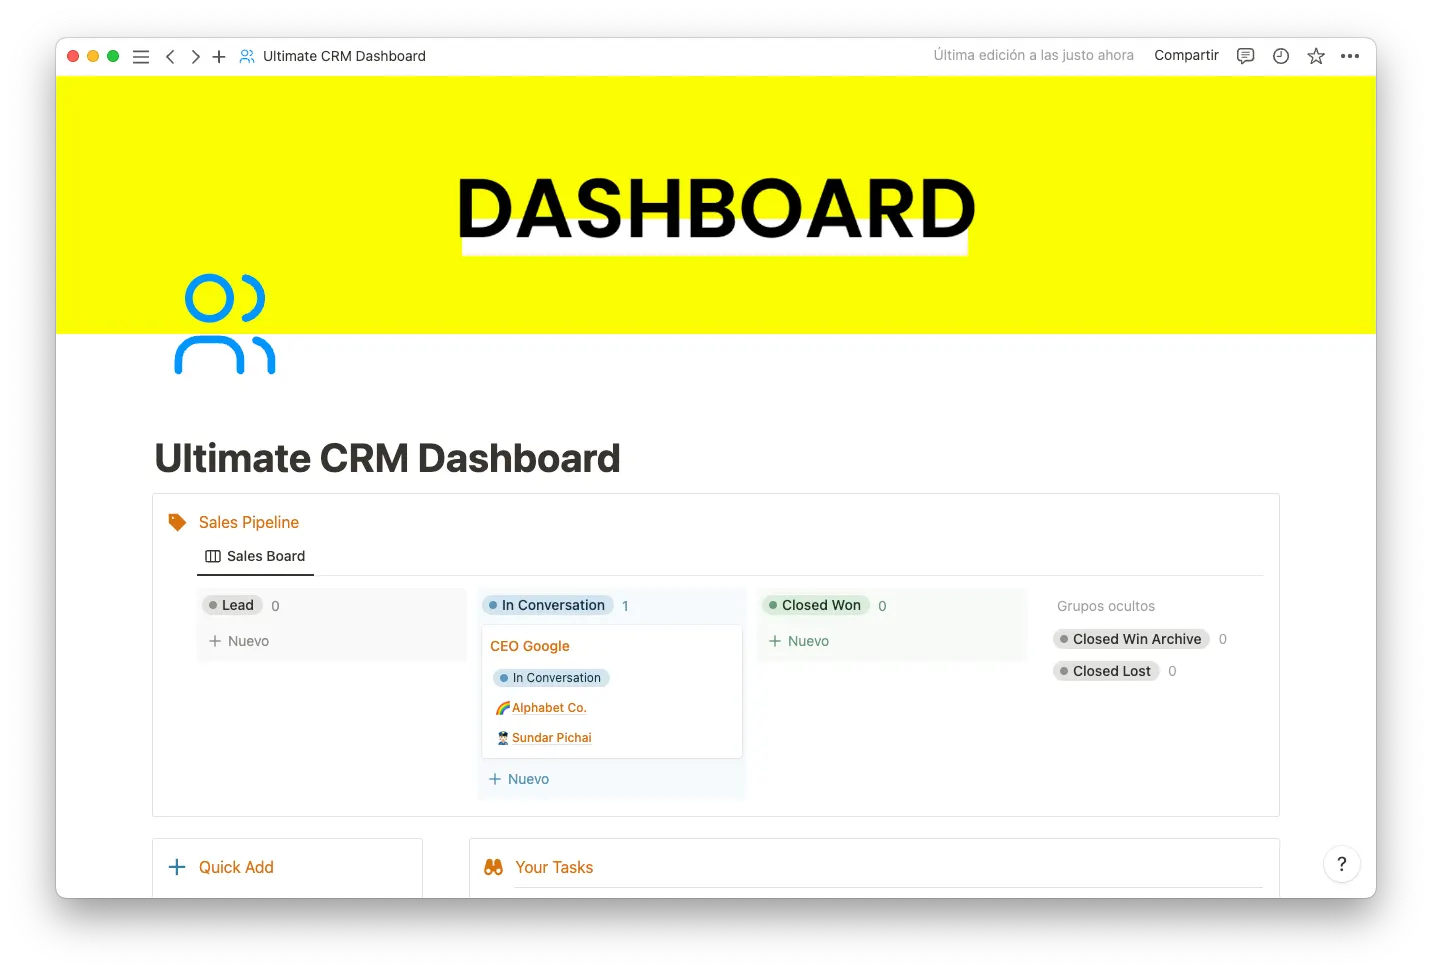 Ultimate CRM Dashboard
Última edición a las justo ahora
Compartir
DASHBOARD
Ultimate CRM Dashboard
Sales Pipeline
Sales Board
Lead 0
+ Nuevo
In Conversation 1
CEO Google
In Conversation
Alphabet Co.
Sundar Pichai
+ Nuevo
Closed Won 0
+ Nuevo
Grupos ocultos
Closed Win Archive 0
Closed Lost 0
Quick Add
Your Tasks
?